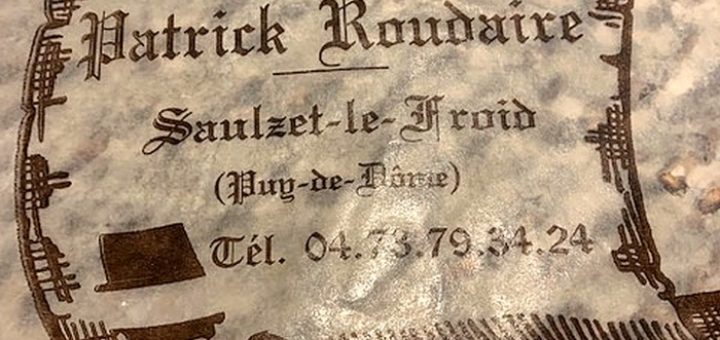 Patrick Roudaire
Saulzet-le-Froid
(Puy-de-Dôme)
Tél. 04.73.79.34.24